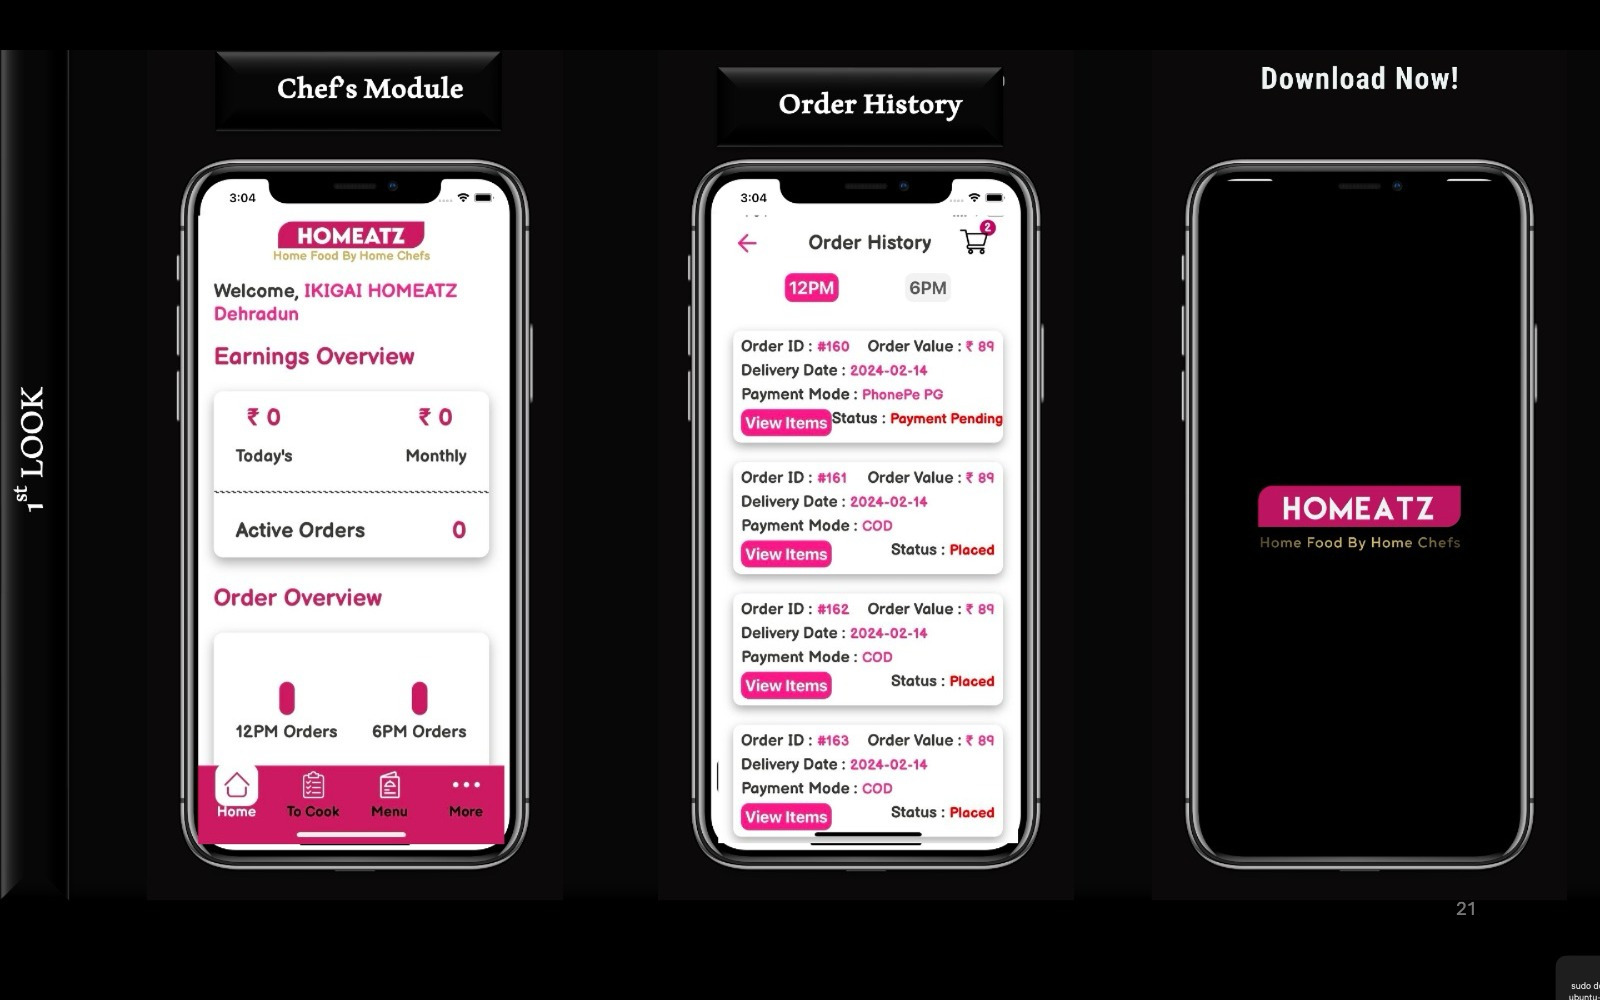 1st LOOK
Chef's Module
3:04
HOMEATZ
Home Food By Home Chefs
Welcome, IKIGAI HOMEATZ
Dehradun
Earnings Overview
₹ 0 ₹ 0
Today's Monthly
Active Orders 0
Order Overview
12PM Orders 6PM Orders
Home To Cook Menu More
Order History
3:04
Order History 2
12PM 6PM
Order ID : #160 Order Value : ₹ 89
Delivery Date : 2024-02-14
Payment Mode : PhonePe PG
View Items Status : Payment Pending
Order ID : #161 Order Value : ₹ 89
Delivery Date : 2024-02-14
Payment Mode : COD
View Items Status : Placed
Order ID : #162 Order Value : ₹ 89
Delivery Date : 2024-02-14
Payment Mode : COD
View Items Status : Placed
Order ID : #163 Order Value : ₹ 89
Delivery Date : 2024-02-14
Payment Mode : COD
View Items Status : Placed
Download Now!
HOMEATZ
Home Food By Home Chefs
21
sudo